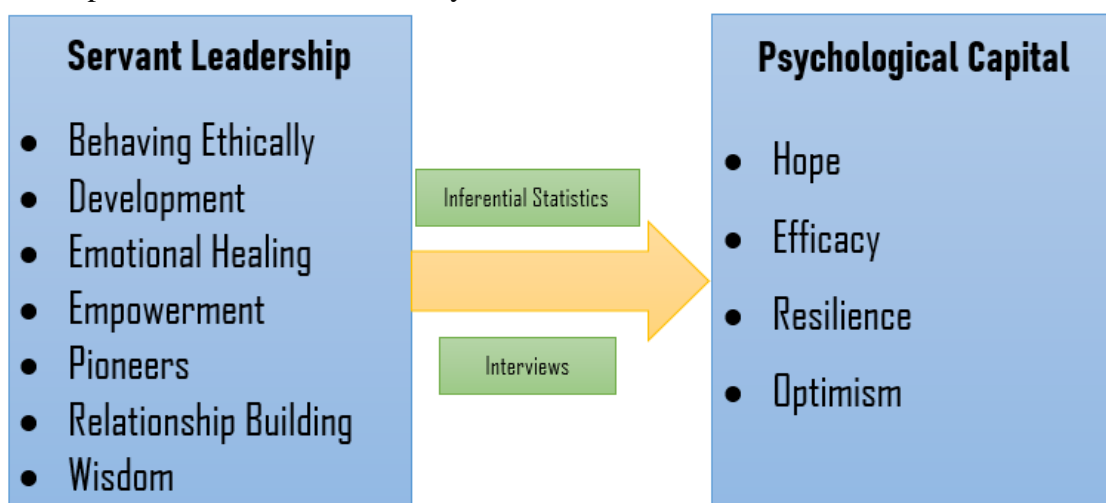 Servant Leadership
• Behaving Ethically
• Development
• Emotional Healing
• Empowerment
• Pioneers
• Relationship Building
• Wisdom
Inferential Statistics
Interviews
Psychological Capital
• Hope
• Efficacy
• Resilience
• Optimism